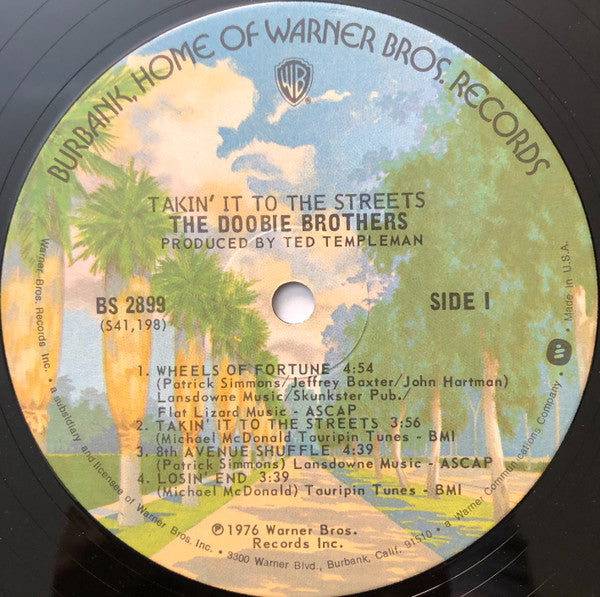 BURBANK, HOME OF WARNER BROS. RECORDS
WB
®
TAKIN' IT TO THE STREETS
THE DOOBIE BROTHERS
PRODUCED BY TED TEMPLEMAN
BS 2899
(S41,198)
SIDE 1
1. WHEELS OF FORTUNE 4:54
(Patrick Simmons/Jeffrey Baxter/John Hartman)
Lansdowne Music/Skunkster Pub./
Flat Lizard Music - ASCAP
2. TAKIN' IT TO THE STREETS 3:56
(Michael McDonald Tauripin Tunes - BMI
3. 8th AVENUE SHUFFLE 4:39
(Patrick Simmons) Lansdowne Music - ASCAP
4. LOSIN' END 3:39
(Michael McDonald) Tauripin Tunes - BMI
℗1976 Warner Bros.
Records Inc.
Warner Bros. Records Inc. • a subsidiary and licensee of Warner Bros. Inc. • 3300 Warner Blvd., Burbank, Calif. 91510 • a Warner Communications Company • Made in U.S.A.